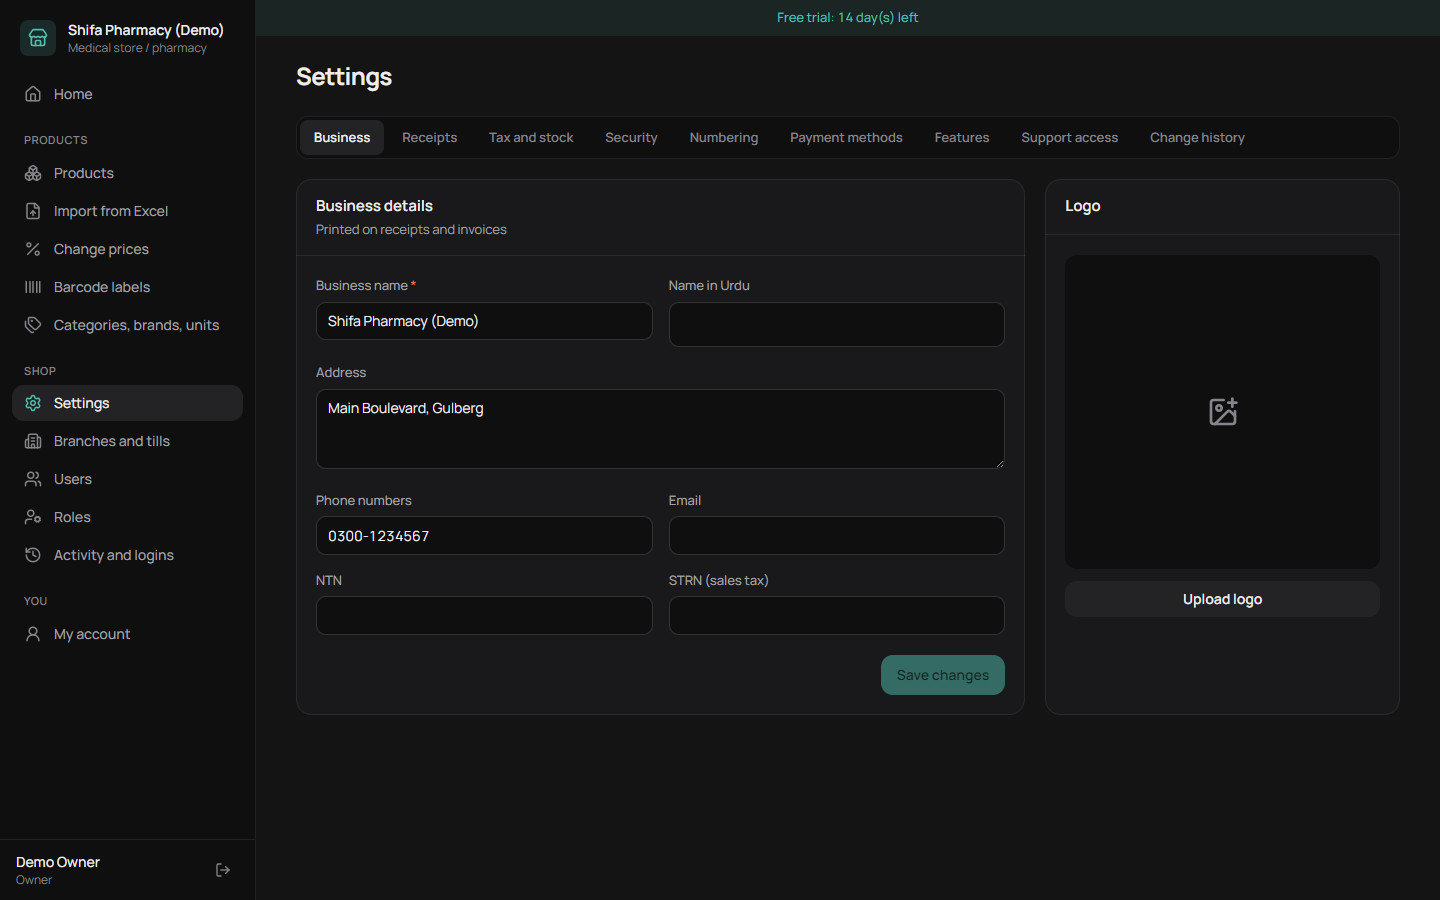 Shifa Pharmacy (Demo)
Medical store / pharmacy
Home
PRODUCTS
Products
Import from Excel
Change prices
Barcode labels
Categories, brands, units
SHOP
Settings
Branches and tills
Users
Roles
Activity and logins
YOU
My account
Demo Owner
Owner
Free trial: 14 day(s) left
Settings
Business Receipts Tax and stock Security Numbering Payment methods Features Support access Change history
Business details
Printed on receipts and invoices
Business name *
Shifa Pharmacy (Demo)
Name in Urdu
Address
Main Boulevard, Gulberg
Phone numbers
0300-1234567
Email
NTN
STRN (sales tax)
Save changes
Logo
Upload logo